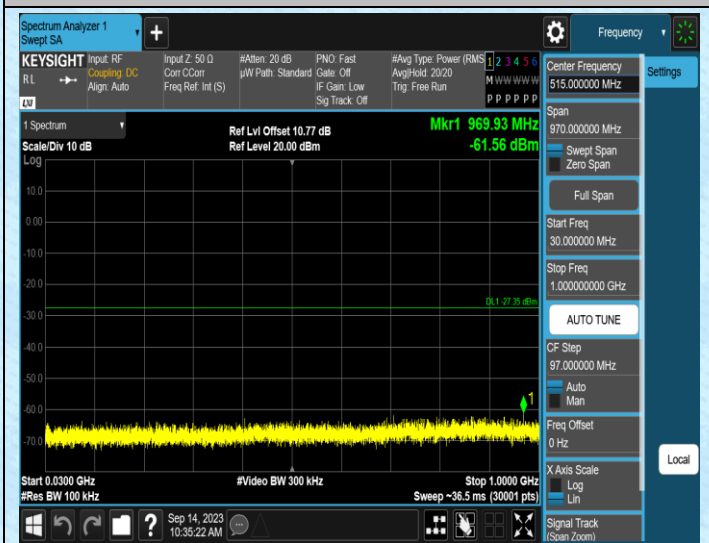 Spectrum Analyzer 1
Swept SA
+
Frequency
KEYSIGHT
RL
LXI
Input: RF
Coupling: DC
Align: Auto
Input Z: 50 Ω
Corr CCorr
Freq Ref: Int (S)
#Atten: 20 dB
µW Path: Standard
PNO: Fast
Gate: Off
IF Gain: Low
Sig Track: Off
#Avg Type: Power (RMS
Avg|Hold: 20/20
Trig: Free Run
1 2 3 4 5 6
M W W W W W
P P P P P P
1 Spectrum
Scale/Div 10 dB
Log
Ref Lvl Offset 10.77 dB
Ref Level 20.00 dBm
Mkr1 969.93 MHz
-61.56 dBm
10.0
0.00
-10.0
-20.0
DL1 -27.35 dBm
-30.0
-40.0
-50.0
1
-60.0
-70.0
Start 0.0300 GHz
#Res BW 100 kHz
#Video BW 300 kHz
Stop 1.0000 GHz
Sweep ~36.5 ms (30001 pts)
?
Sep 14, 2023
10:35:22 AM
Center Frequency
515.000000 MHz
Span
970.000000 MHz
Swept Span
Zero Span
Full Span
Start Freq
30.000000 MHz
Stop Freq
1.000000000 GHz
AUTO TUNE
CF Step
97.000000 MHz
Auto
Man
Freq Offset
0 Hz
X Axis Scale
Log
Lin
Signal Track
(Span Zoom)
Settings
Local